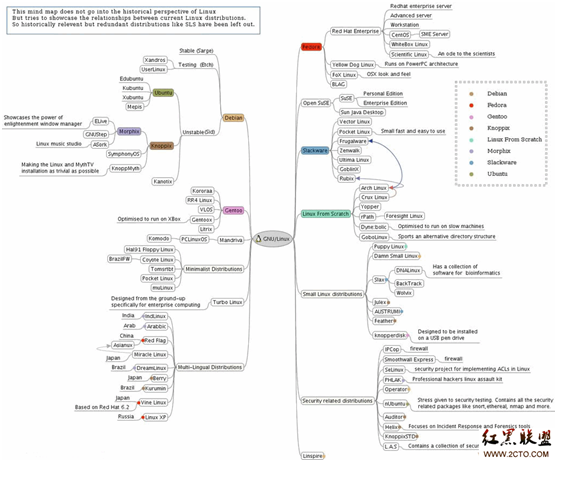 This mind map does not go into the historical perspective of Linux
But tries to showcase the relationships between current Linux distributions.
So historically relevent but redundant distributions like SLS have been left out.
GNU/Linux
Debian
Stable (Sarge)
Xandros
UserLinux
Testing (Etch)
Unstable(Sid)
Ubuntu
Edubuntu
Kubuntu
Xubuntu
Mepis
Knoppix
Morphix
Showcases the power of
enlightenment window manager
ELive
GNUStep
Linux music studio
ASork
SymphonyOS
Making the Linux and MythTV
installation as trivial as possible
KnoppMyth
Kanotix
Gentoo
Kororaa
RR4 Linux
VLOS
Optimised to run on XBox
Gentoox
Litrix
Mandriva
PCLinuxOS
Komodo
Minimalist Distributions
Hal91 Floppy Linux
BrazilFW
Coyote Linux
Tomsrtbt
Pocket Linux
muLinux
Designed from the ground-up
specifically for enterprise computing
Turbo Linux
Multi-Lingual Distributions
India
IndLinux
Arab
Arabbic
China
Red Flag
Asianux
Japan
Miracle Linux
Brazil
DreamLinux
Japan
Berry
Brazil
Kurumin
Japan
Based on Red Hat 6.2
Vine Linux
Russia
Linux XP
Fedora
Red Hat Enterprise
Redhat enterprise server
Advanced server
Workstation
CentOS
SME Server
WhiteBox Linux
Scientific Linux
An ode to the scientists
Yellow Dog Linux
Runs on PowerPC architecture
FoX Linux
OSX look and feel
BLAG
Open SuSE
SuSE
Personal Edition
Enterprise Edition
Sun Java Desktop
Slackware
Vector Linux
Pocket Linux
Small fast and easy to use
Frugalware
Zenwalk
Ultima Linux
GoblinX
Rubix
Linux From Scratch
Arch Linux
Crux Linux
Yopper
rPath
Foresight Linux
Dyne:bolic
Optimised to run on slow machines
GoboLinux
Sports an alternative directory structure
Small Linux distributions
Puppy Linux
Damn Small Linux
Slax
DNALinux
Has a collection of
software for bioinformatics
BackTrack
Wolvix
Julex
AUSTRUMI
Feather
knopperdisk
Designed to be installed
on a USB pen drive
Security related distributions
IPCop
firewall
Smoothwall Express
firewall
SeLinux
security project for implementing ACLs in Linux
PHLAK
Professional hackers linux assault kit
Operator
nUbuntu
Stress given to security testing. Contains all the security
related packages like snort,ethereal, nmap and more.
Auditor
Helix
Focuses on Incident Response and Forensics tools
KnoppixSTD
L.A.S
Contains a collection of secur
Linspire
Debian
Fedora
Gentoo
Knoppix
Linux From Scratch
Morphix
Slackware
Ubuntu
红黑联盟
WWW.2CTO.COM